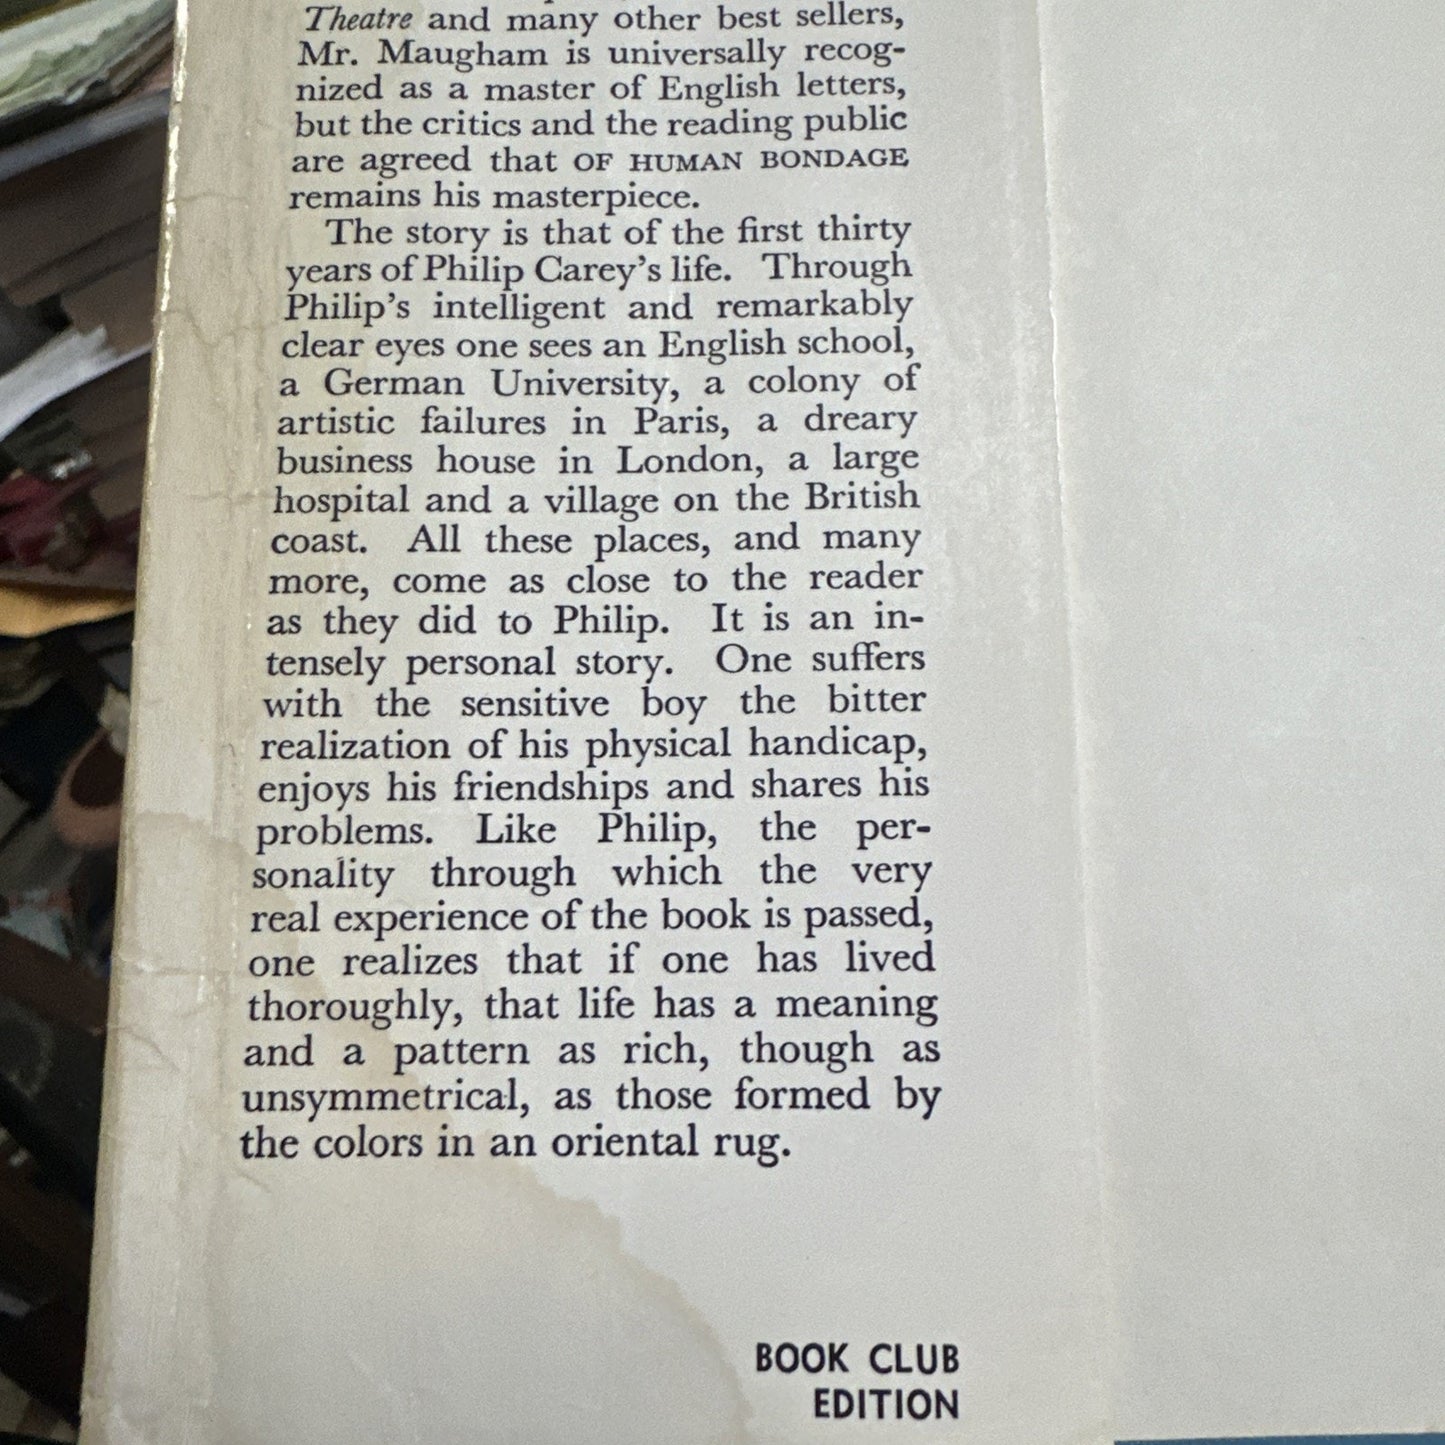 Theatre and many other best sellers,
Mr. Maugham is universally recog-
nized as a master of English letters,
but the critics and the reading public
are agreed that OF HUMAN BONDAGE
remains his masterpiece.
The story is that of the first thirty
years of Philip Carey's life. Through
Philip's intelligent and remarkably
clear eyes one sees an English school,
a German University, a colony of
artistic failures in Paris, a dreary
business house in London, a large
hospital and a village on the British
coast. All these places, and many
more, come as close to the reader
as they did to Philip. It is an in-
tensely personal story. One suffers
with the sensitive boy the bitter
realization of his physical handicap,
enjoys his friendships and shares his
problems. Like Philip, the per-
sonality through which the very
real experience of the book is passed,
one realizes that if one has lived
thoroughly, that life has a meaning
and a pattern as rich, though as
unsymmetrical, as those formed by
the colors in an oriental rug.
BOOK CLUB
EDITION